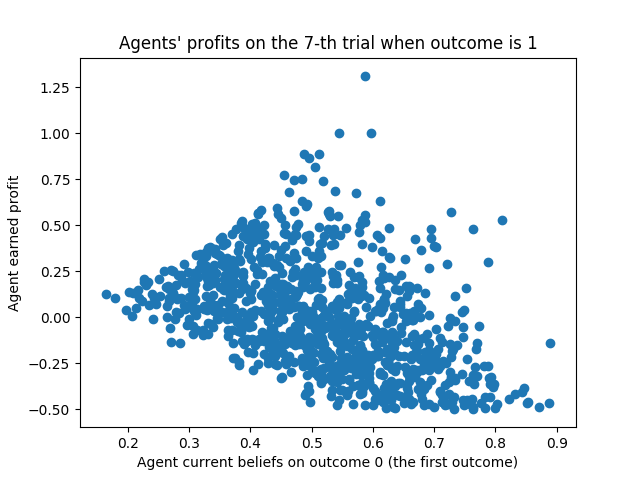 Agents' profits on the 7-th trial when outcome is 1
Agent earned profit
1.25
1.00
0.75
0.50
0.25
0.00
−0.25
−0.50
0.2 0.3 0.4 0.5 0.6 0.7 0.8 0.9
Agent current beliefs on outcome 0 (the first outcome)